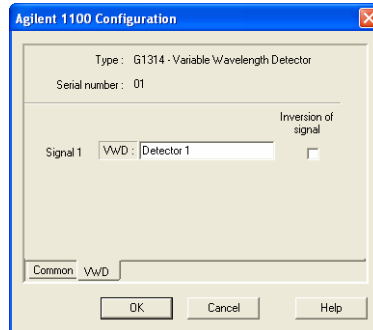 Agilent 1100 Configuration
Type : G1314 - Variable Wavelength Detector
Serial number : 01
Inversion of
signal
Signal 1 VWD : Detector 1
Common VWD
OK Cancel Help